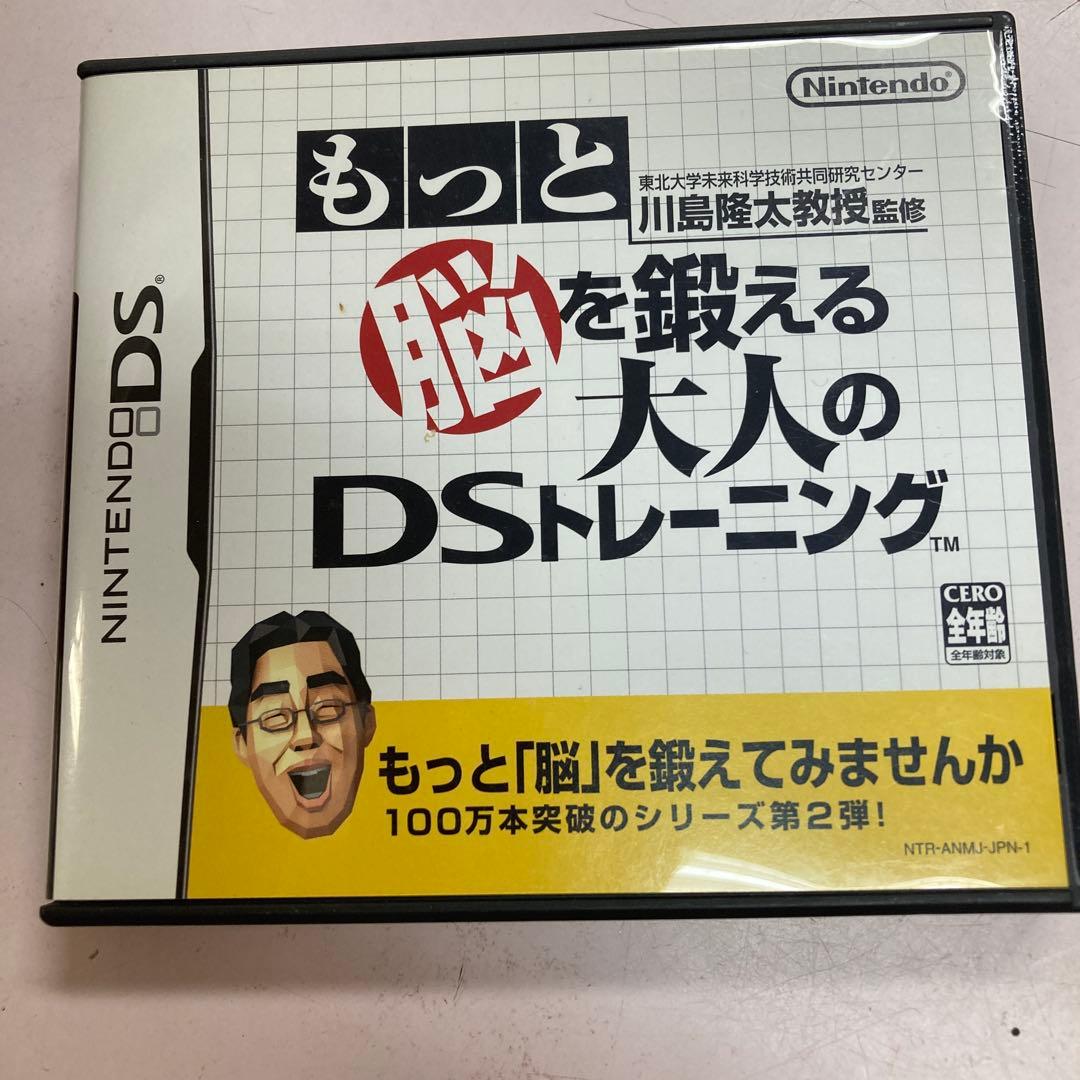 Nintendo®
もっと
東北大学未来科学技術共同研究センター
川島隆太教授監修
脳を鍛える
大人の
DSトレーニング™
NINTENDO DS®
CERO
全年齢
全年齢対象
もっと「脳」を鍛えてみませんか
100万本突破のシリーズ第2弾!
NTR-ANMJ-JPN-1